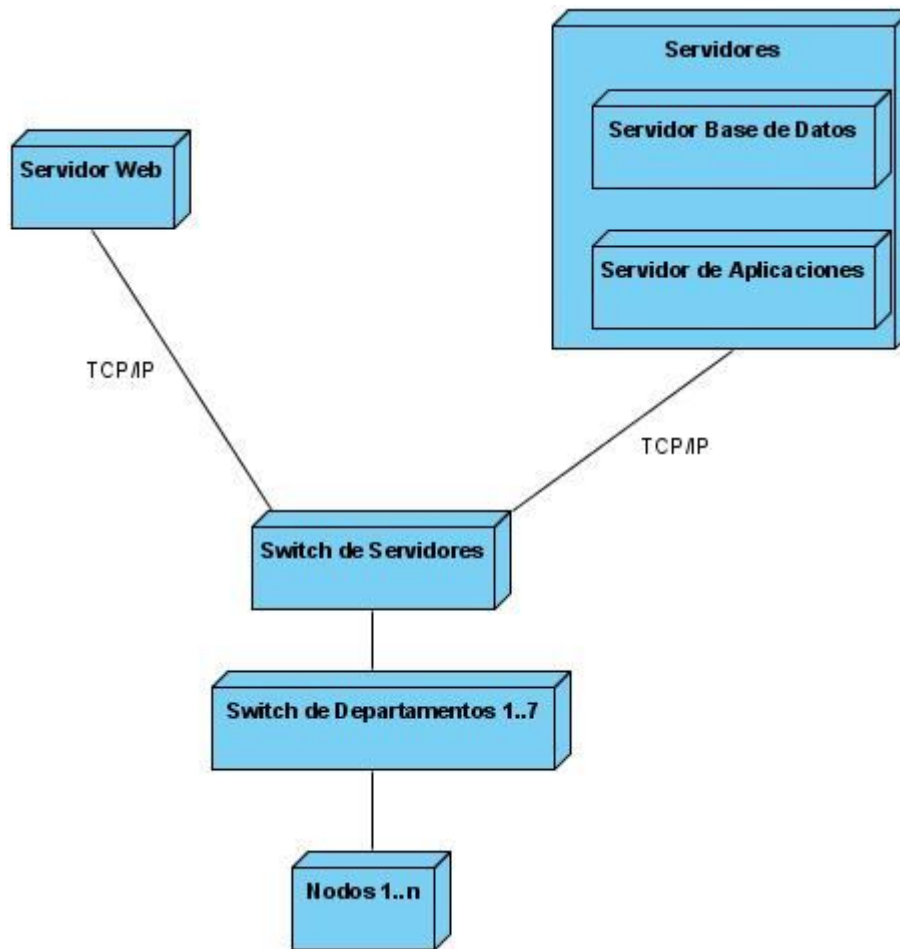 Servidores
Servidor Base de Datos
Servidor Web
Servidor de Aplicaciones
TCP/IP
TCP/IP
Switch de Servidores
Switch de Departamentos 1..7
Nodos 1..n